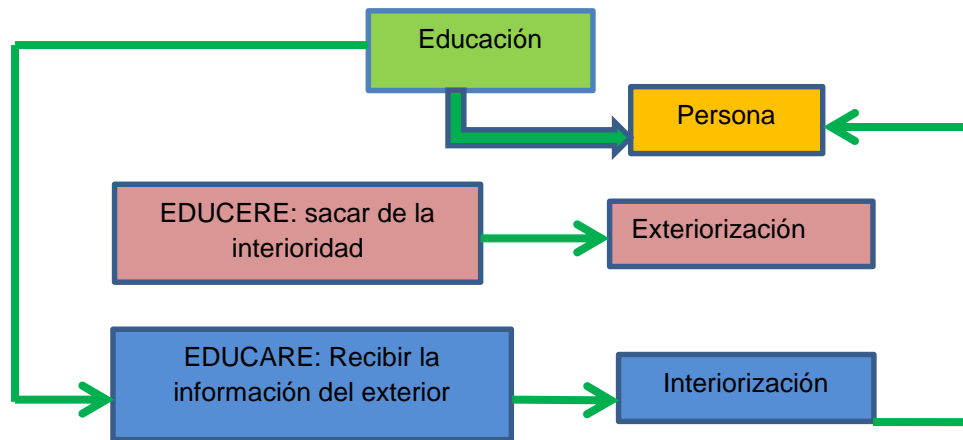 Educación
Persona
EDUCERE: sacar de la
interioridad
Exteriorización
EDUCARE: Recibir la
información del exterior
Interiorización